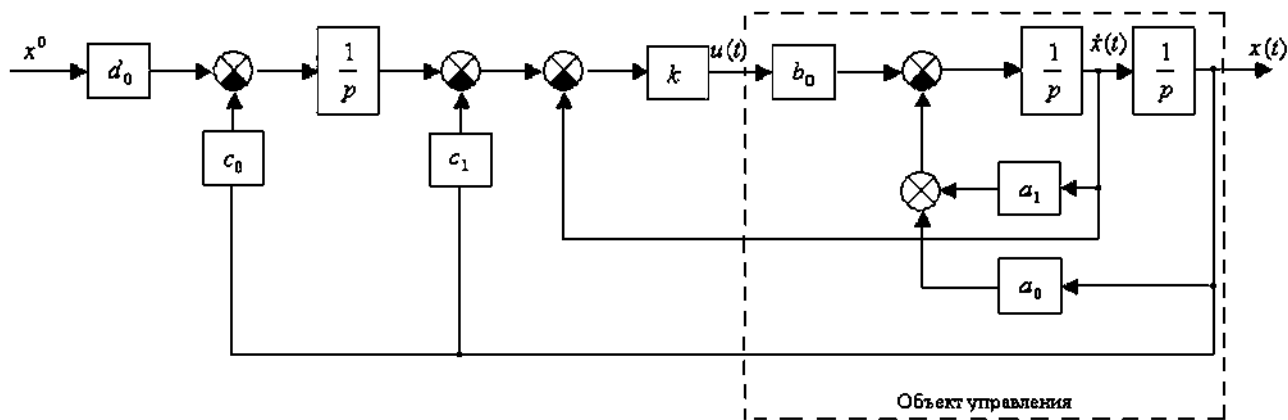 x⁰
d₀
1/p
k
u(t)
b₀
1/p
ẋ(t)
1/p
x(t)
c₀
c₁
a₁
a₀
Объект управления